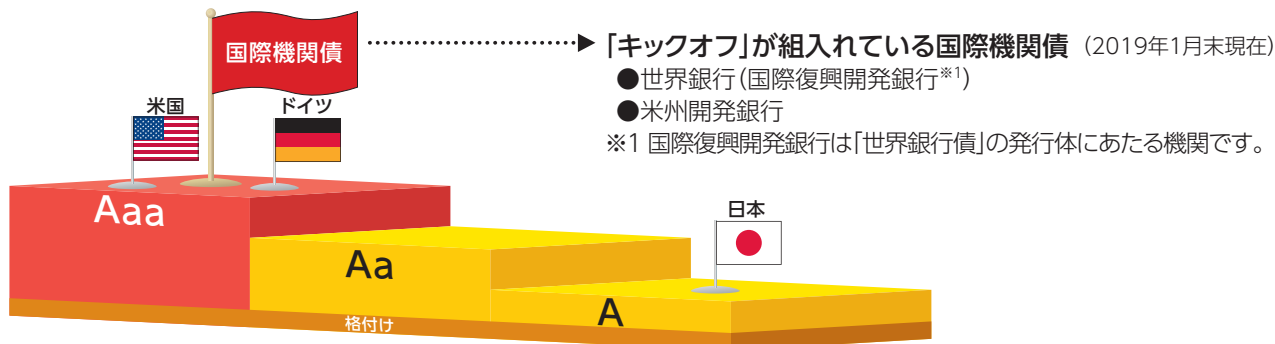 国際機関債
「キックオフ」が組入れている国際機関債（2019年1月末現在）
●世界銀行（国際復興開発銀行※1）
●米州開発銀行
※1 国際復興開発銀行は「世界銀行債」の発行体にあたる機関です。
米国
ドイツ
Aaa
日本
Aa
A
格付け